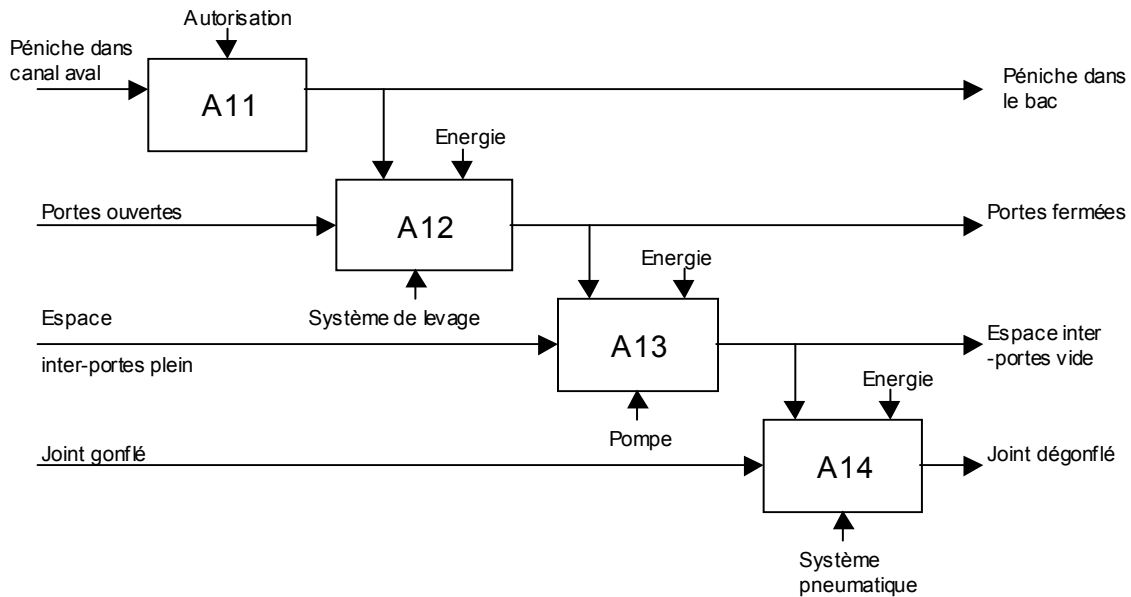 Autorisation
Péniche dans
canal aval
A11
Péniche dans
le bac
Energie
Portes ouvertes
A12
Portes fermées
Energie
Système de levage
Espace
inter-portes plein
A13
Espace inter
-portes vide
Energie
Pompe
Joint gonflé
A14
Joint dégonflé
Système
pneumatique